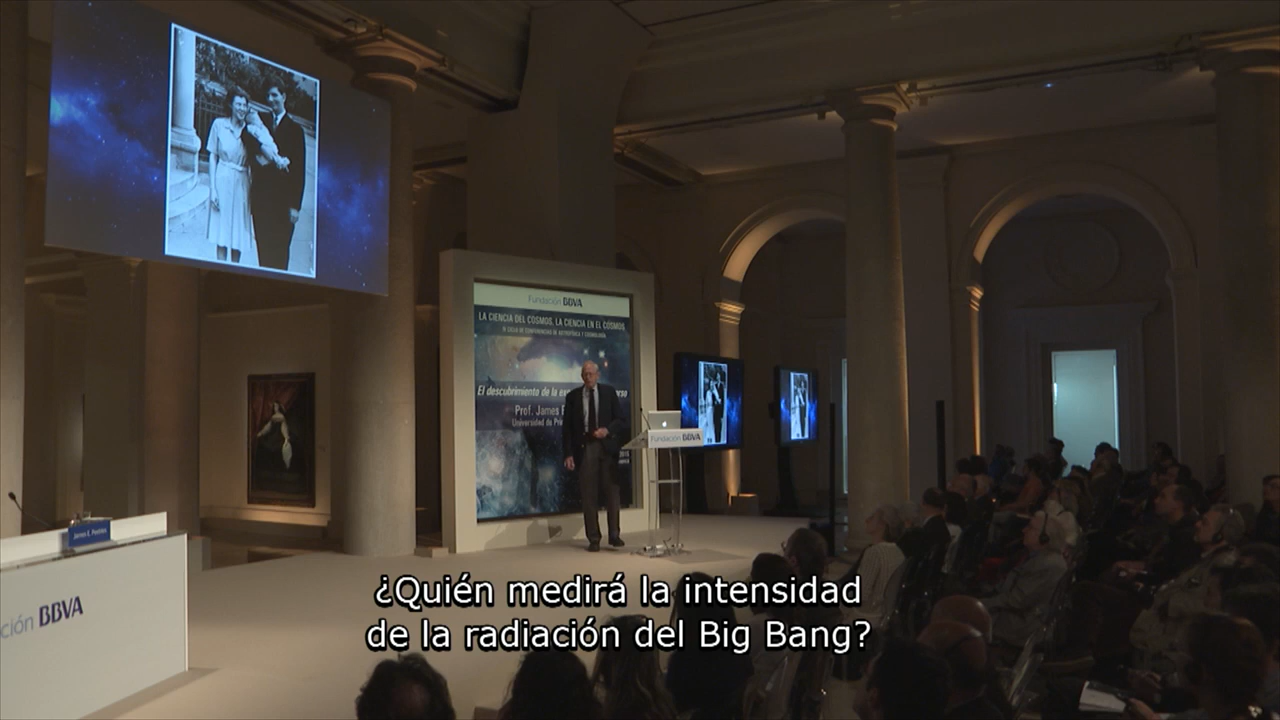 Fundación BBVA
LA CIENCIA DEL COSMOS, LA CIENCIA EN EL COSMOS
El descubrimiento de la
Prof. James
Universidad de
Fundación BBVA
James E. Peebles
BBVA
¿Quién medirá la intensidad
de la radiación del Big Bang?